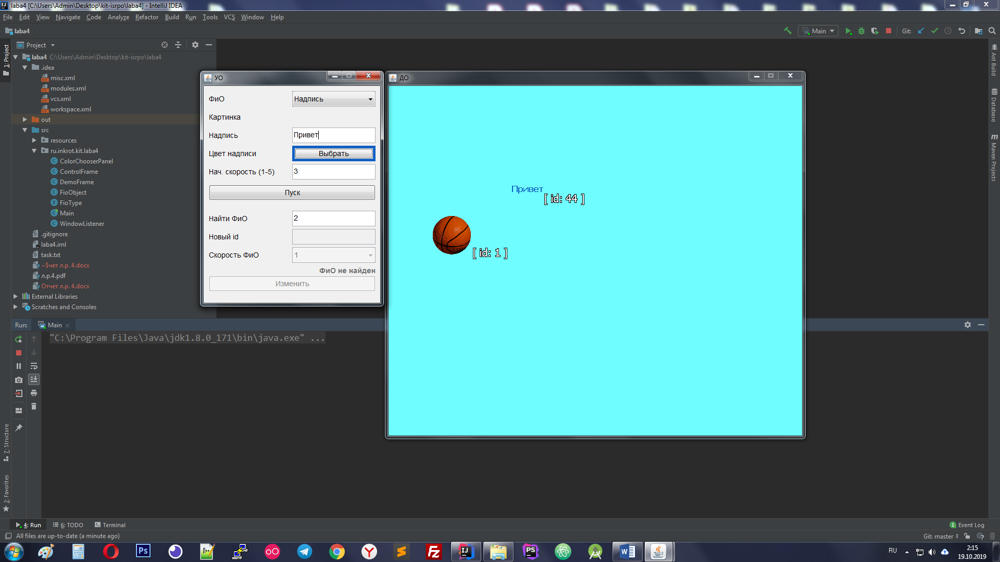 laba4 [C:\Users\Admin\Desktop\kit-isrpo\laba4] - IntelliJ IDEA
File Edit View Navigate Code Analyze Refactor Build Run Tools VCS Window Help
laba4
Main
Git:
1: Project
Project
laba4 C:\Users\Admin\Desktop\kit-isrpo\laba4
.idea
misc.xml
modules.xml
vcs.xml
workspace.xml
out
src
resources
ru.inkrot.kit.laba4
ColorChooserPanel
ControlFrame
DemoFrame
FioObject
FioType
Main
WindowListener
.gitignore
laba4.iml
task.txt
~$чет л.р. 4.docx
л.р.4.pdf
Отчет л.р. 4.docx
External Libraries
Scratches and Consoles
УО
ФиО Надпись
Картинка
Надпись Привет
Цвет надписи Выбрать
Нач. скорость (1-5) 3
Пуск
Найти ФиО 2
Новый id
Скорость ФиО 1
ФиО не найден
Изменить
ДО
Привет
[ id: 44 ]
[ id: 1 ]
Ant Build
Database
Maven Projects
Run: Main
"C:\Program Files\Java\jdk1.8.0_171\bin\java.exe" ...
7: Structure
2: Favorites
4: Run 6: TODO Terminal
1 Event Log
All files are up-to-date (a minute ago)
Git: master
RU
2:15
19.10.2019